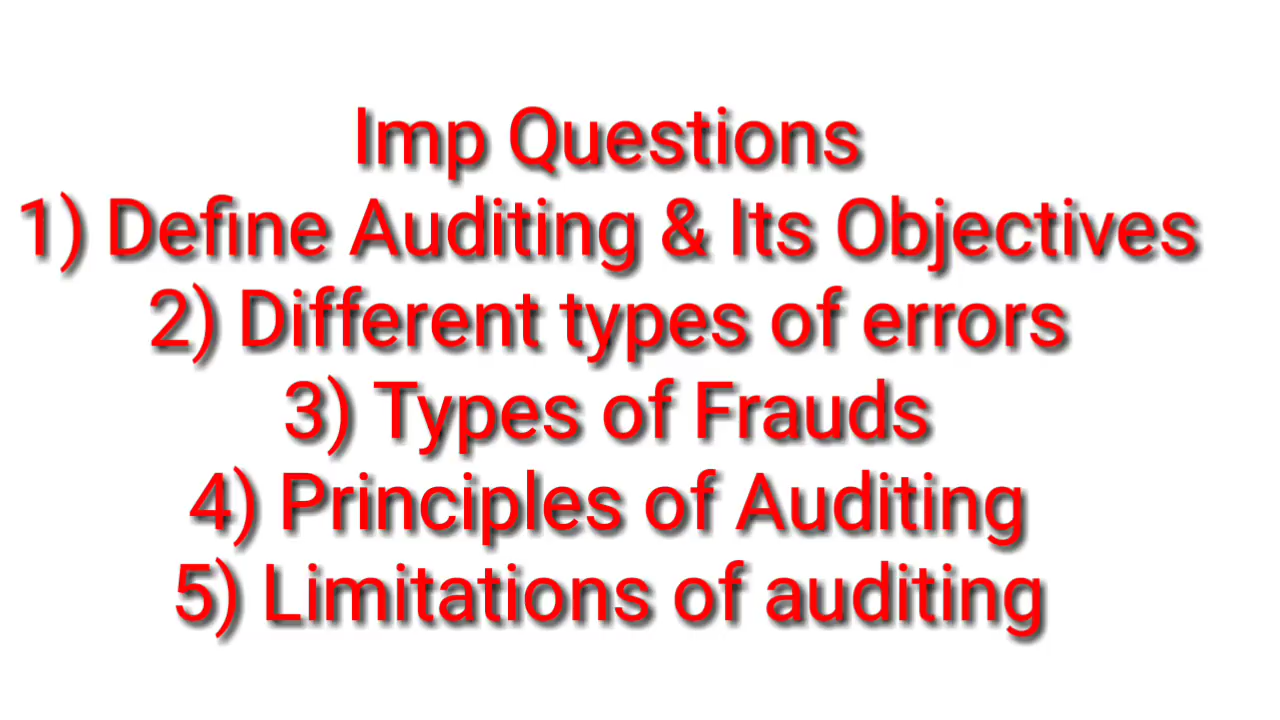 Imp Questions
1) Define Auditing & Its Objectives
2) Different types of errors
3) Types of Frauds
4) Principles of Auditing
5) Limitations of auditing